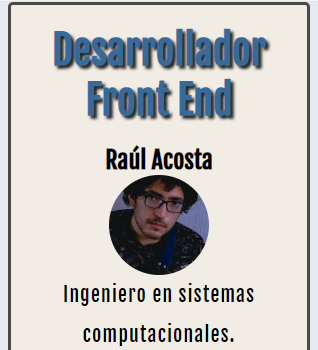 Desarrollador
Front End
Raúl Acosta
Ingeniero en sistemas
computacionales.